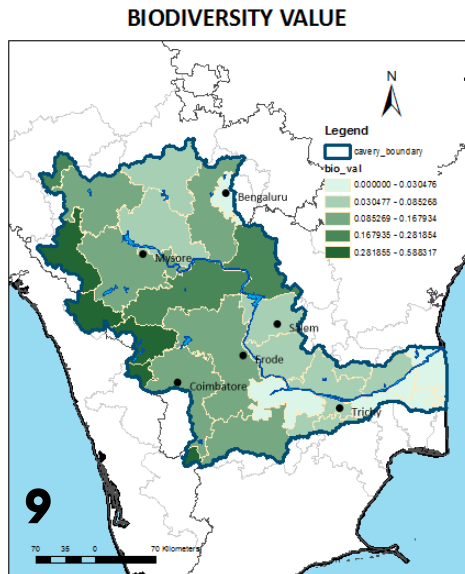 BIODIVERSITY VALUE
N
Legend
cavery_boundary
bio_val
0.000000 - 0.030476
0.030477 - 0.085268
0.085269 - 0.167934
0.167935 - 0.281854
0.281855 - 0.588317
Bengaluru
Mysore
Salem
Erode
Coimbatore
Trichy
9
70 35 0 70 Kilometers